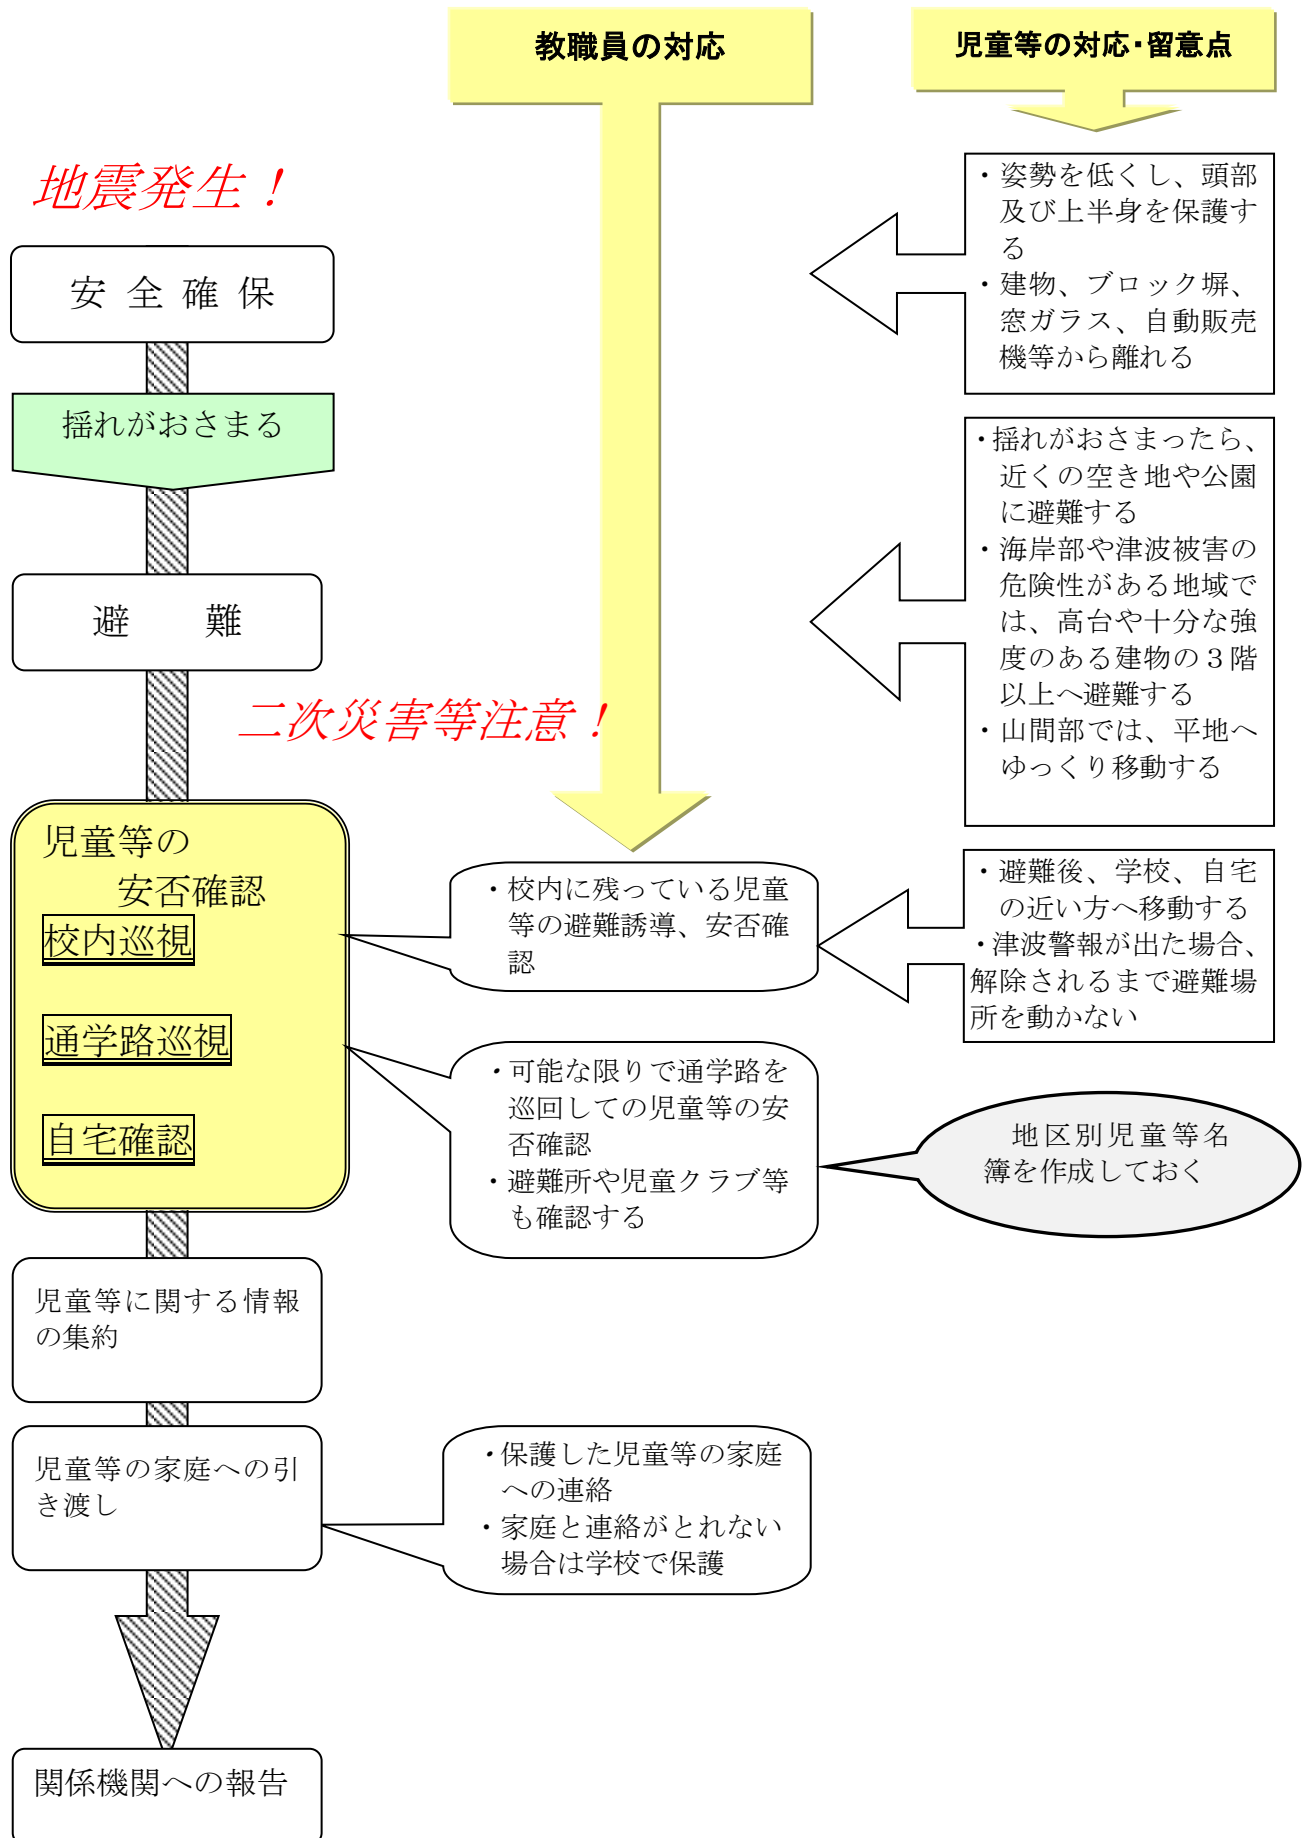 教職員の対応
児童等の対応・留意点
地震発生！
安全確保
揺れがおさまる
避　難
二次災害等注意！
児童等の
安否確認
校内巡視
通学路巡視
自宅確認
児童等に関する情報
の集約
児童等の家庭への引
き渡し
関係機関への報告
・校内に残っている児童
等の避難誘導、安否確
認
・可能な限りで通学路を
巡回しての児童等の安
否確認
・避難所や児童クラブ等
も確認する
・保護した児童等の家庭
への連絡
・家庭と連絡がとれない
場合は学校で保護
・姿勢を低くし、頭部
及び上半身を保護す
る
・建物、ブロック塀、
窓ガラス、自動販売
機等から離れる
・揺れがおさまったら、
近くの空き地や公園
に避難する
・海岸部や津波被害の
危険性がある地域で
は、高台や十分な強
度のある建物の３階
以上へ避難する
・山間部では、平地へ
ゆっくり移動する
・避難後、学校、自宅
の近い方へ移動する
・津波警報が出た場合、
解除されるまで避難場
所を動かない
地区別児童等名
簿を作成しておく